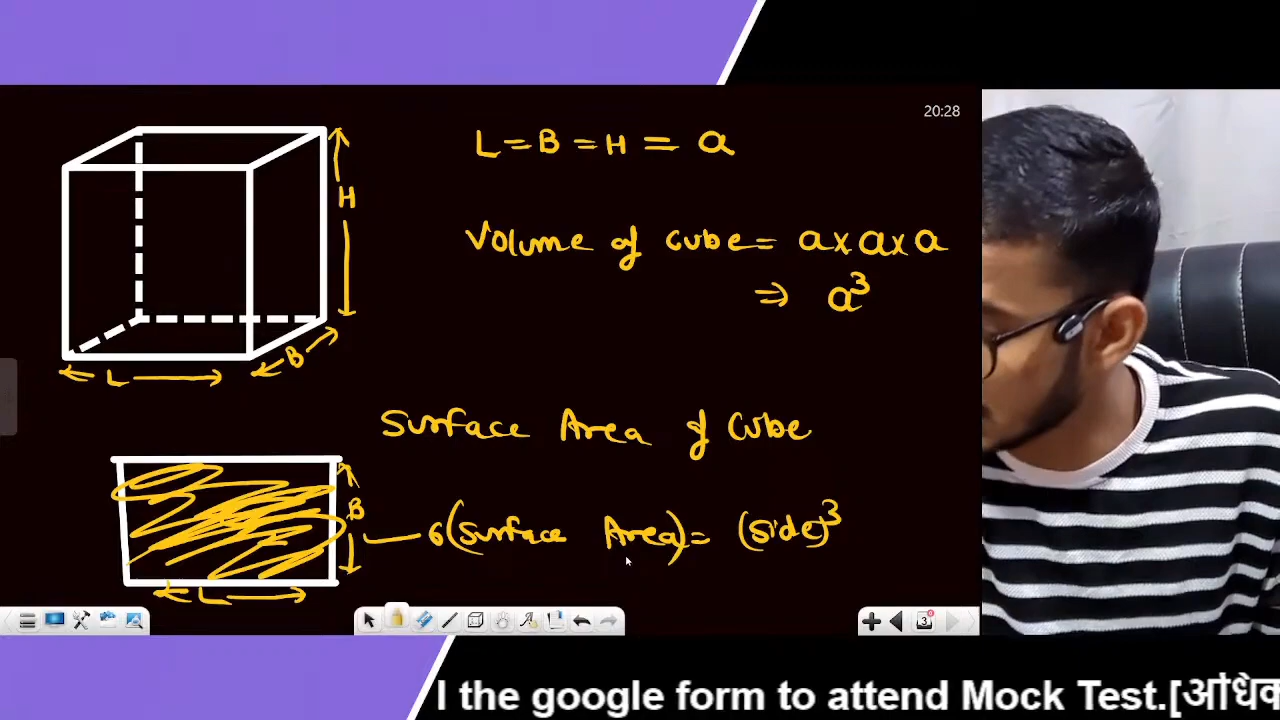 20:28
L = B = H = a
H
Volume of cube = a x a x a
⇒ a³
B
L
Surface Area of Cube
B
6(Surface Area) = (side)³
L
3
l the google form to attend Mock Test.[अधिक